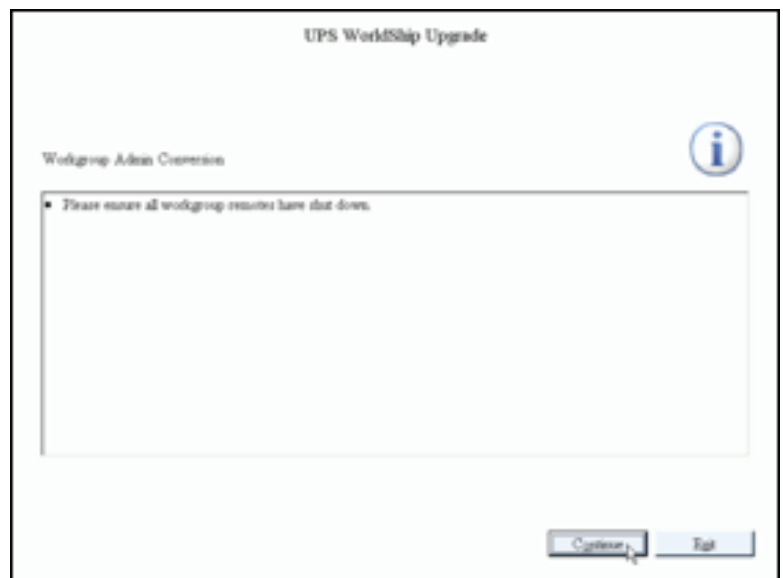 UPS WorldShip Upgrade
Workgroup Admin Conversion
• Please ensure all workgroup remotes have shut down.
Continue Exit